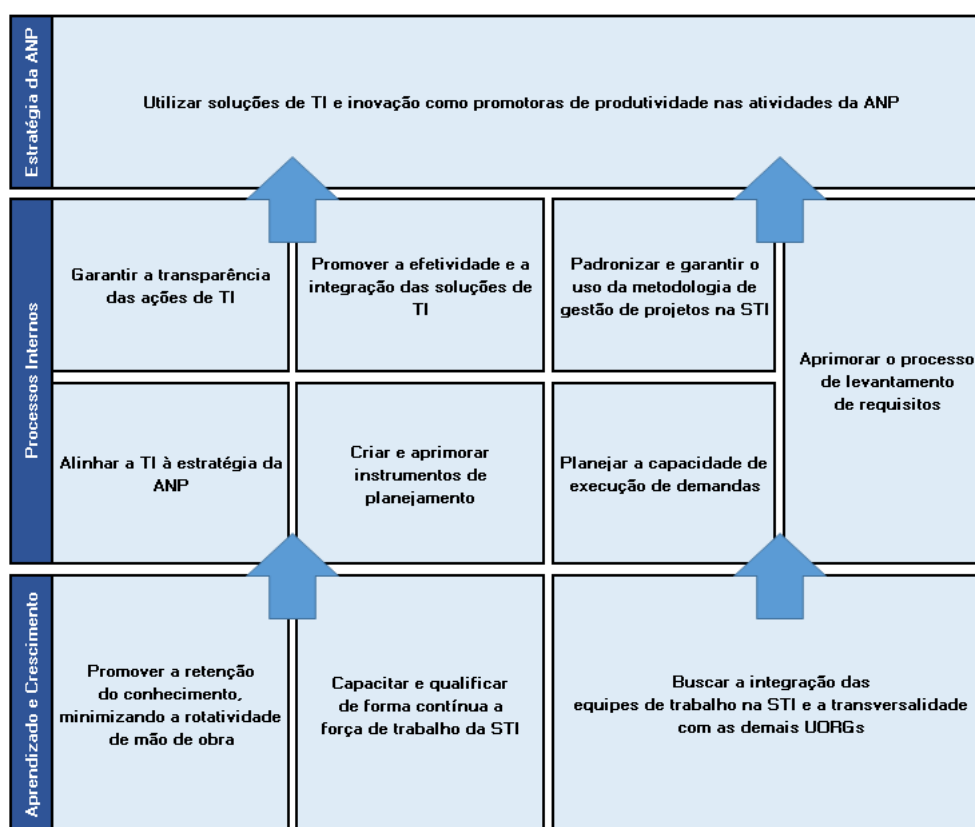 Estratégia da ANP
Utilizar soluções de TI e inovação como promotoras de produtividade nas atividades da ANP
Processos Internos
Garantir a transparência
das ações de TI
Promover a efetividade e a
integração das soluções de
TI
Padronizar e garantir o
uso da metodologia de
gestão de projetos na STI
Aprimorar o processo
de levantamento
de requisitos
Alinhar a TI à estratégia da
ANP
Criar e aprimorar
instrumentos de
planejamento
Planejar a capacidade de
execução de demandas
Aprendizado e Crescimento
Promover a retenção
do conhecimento,
minimizando a rotatividade
de mão de obra
Capacitar e qualificar
de forma contínua a
força de trabalho da STI
Buscar a integração das
equipes de trabalho na STI e a transversalidade
com as demais UORGs